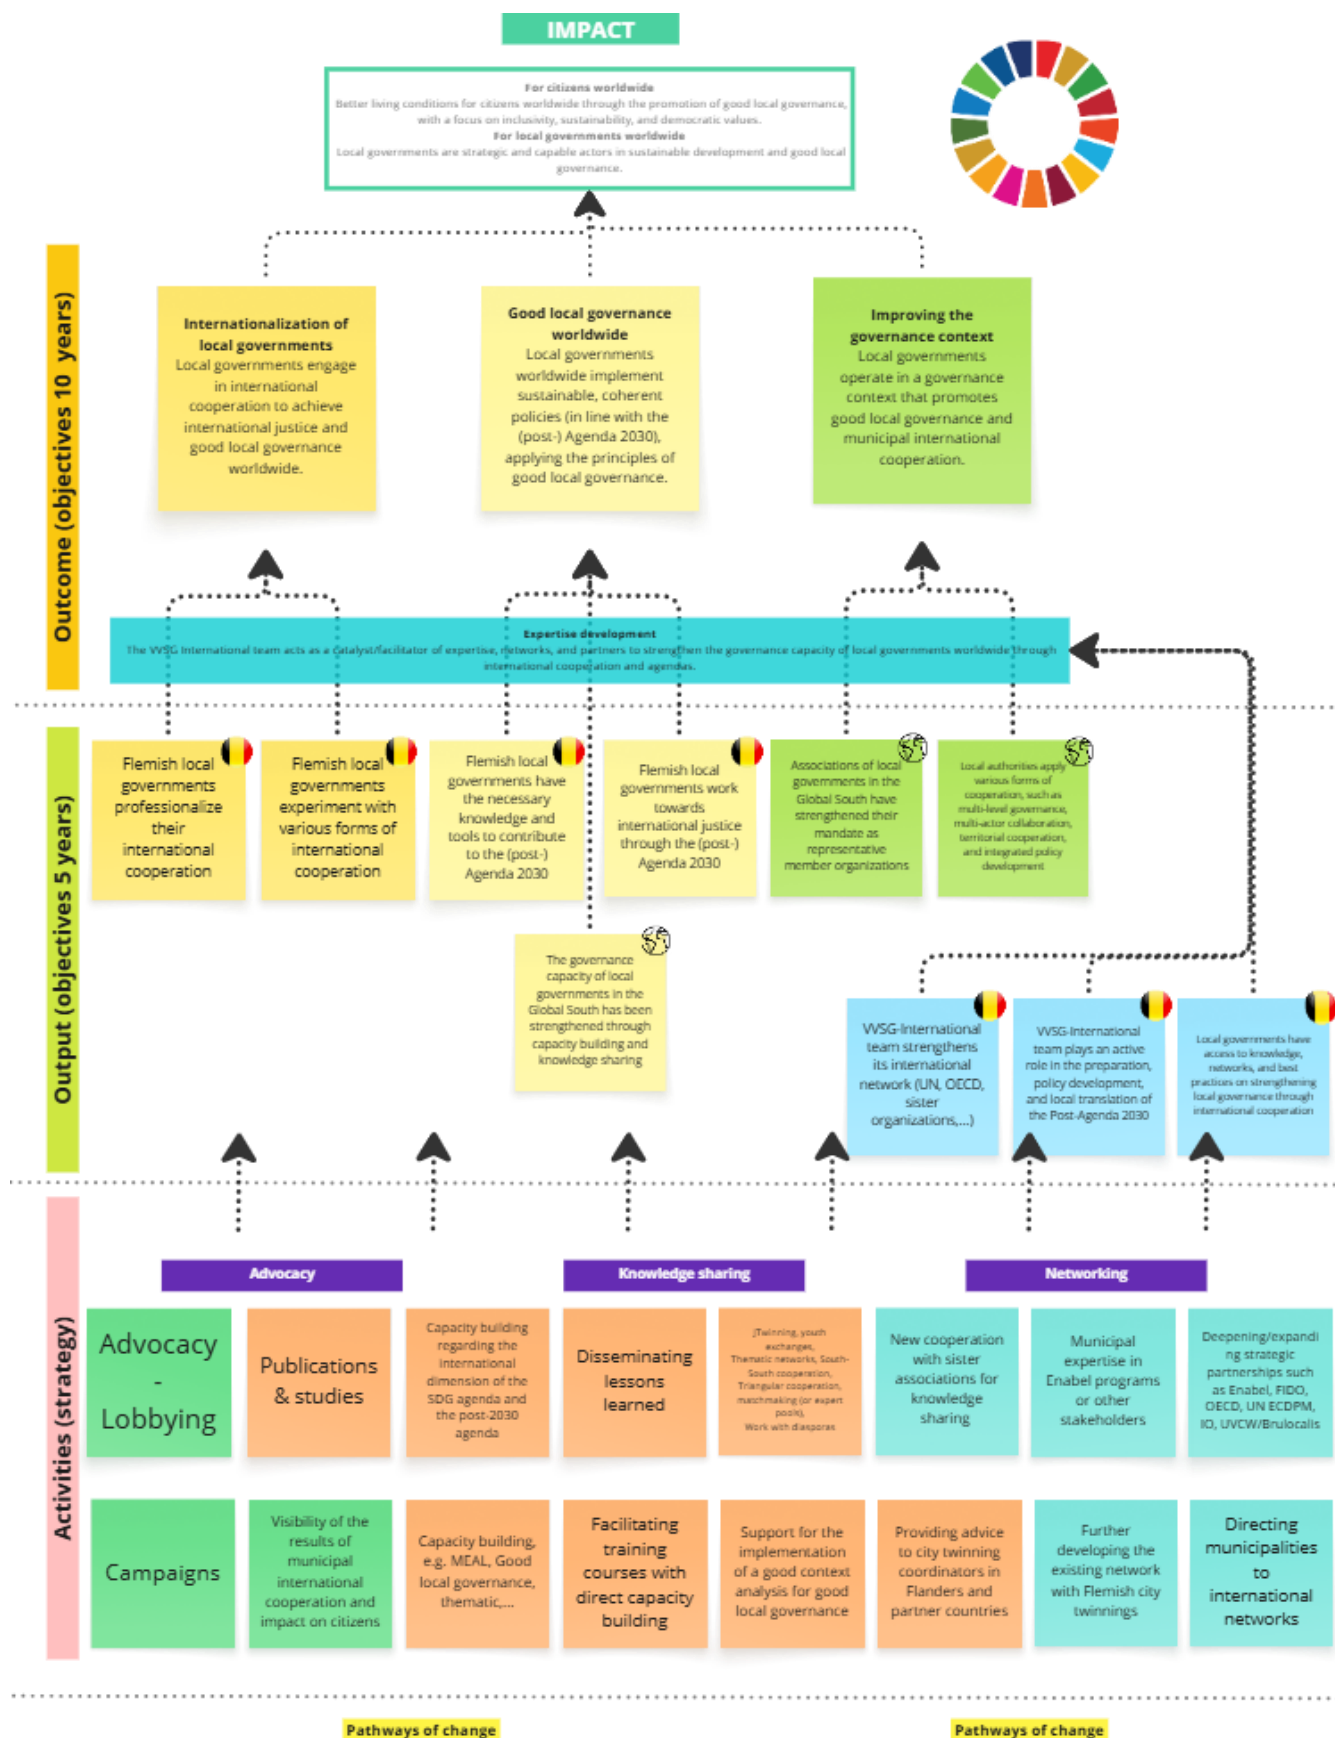 IMPACT
For citizens worldwide
Better living conditions for citizens worldwide through the promotion of good local governance,
with a focus on inclusivity, sustainability, and democratic values.
For local governments worldwide
Local governments are strategic and capable actors in sustainable development and good local
governance.
Outcome (objectives 10 years)
Internationalization of
local governments
Local governments engage
in international
cooperation to achieve
international justice and
good local governance
worldwide.
Good local governance
worldwide
Local governments
worldwide implement
sustainable, coherent
policies (in line with the
(post-) Agenda 2030),
applying the principles of
good local governance.
Improving the
governance context
Local governments
operate in a governance
context that promotes
good local governance and
municipal international
cooperation.
Expertise development
The VVSG International team acts as a catalyst/facilitator of expertise, networks, and partners to strengthen the governance capacity of local governments worldwide through
international cooperation and agendas.
Output (objectives 5 years)
Flemish local
governments
professionalize
their
international
cooperation
Flemish local
governments
experiment with
various forms of
international
cooperation
Flemish local
governments have
the necessary
knowledge and
tools to contribute
to the (post-)
Agenda 2030
Flemish local
governments work
towards
international justice
through the (post-)
Agenda 2030
Associations of local
governments in the
Global South have
strengthened their
mandate as
representative
member organizations
Local authorities apply
various forms of
cooperation, such as
multi-level governance,
multi-actor collaboration,
territorial cooperation,
and integrated policy
development
The governance
capacity of local
governments in the
Global South has been
strengthened through
capacity building and
knowledge sharing
VVSG-International
team strengthens
its international
network (UN, OECD,
sister
organizations,...)
VVSG-International
team plays an active
role in the preparation,
policy development,
and local translation of
the Post-Agenda 2030
Local governments have
access to knowledge,
networks, and best
practices on strengthening
local governance through
international cooperation
Activities (strategy)
Advocacy
Knowledge sharing
Networking
Advocacy
-
Lobbying
Publications
& studies
Capacity building
regarding the
international
dimension of the
SDG agenda and
the post-2030
agenda
Disseminating
lessons
learned
JTwinning, youth
exchanges,
Thematic networks, South-
South cooperation,
Triangular cooperation,
matchmaking (or expert
pools),
Work with diasporas
New cooperation
with sister
associations for
knowledge
sharing
Municipal
expertise in
Enabel programs
or other
stakeholders
Deepening/expandi
ng strategic
partnerships such
as Enabel, FIDO,
OECD, UN ECDPM,
IO, UVCW/Brulocalis
Campaigns
Visibility of the
results of
municipal
international
cooperation and
impact on citizens
Capacity building,
e.g. MEAL, Good
local governance,
thematic,...
Facilitating
training
courses with
direct capacity
building
Support for the
implementation
of a good context
analysis for good
local governance
Providing advice
to city twinning
coordinators in
Flanders and
partner countries
Further
developing the
existing network
with Flemish city
twinnings
Directing
municipalities
to
international
networks
Pathways of change
Pathways of change